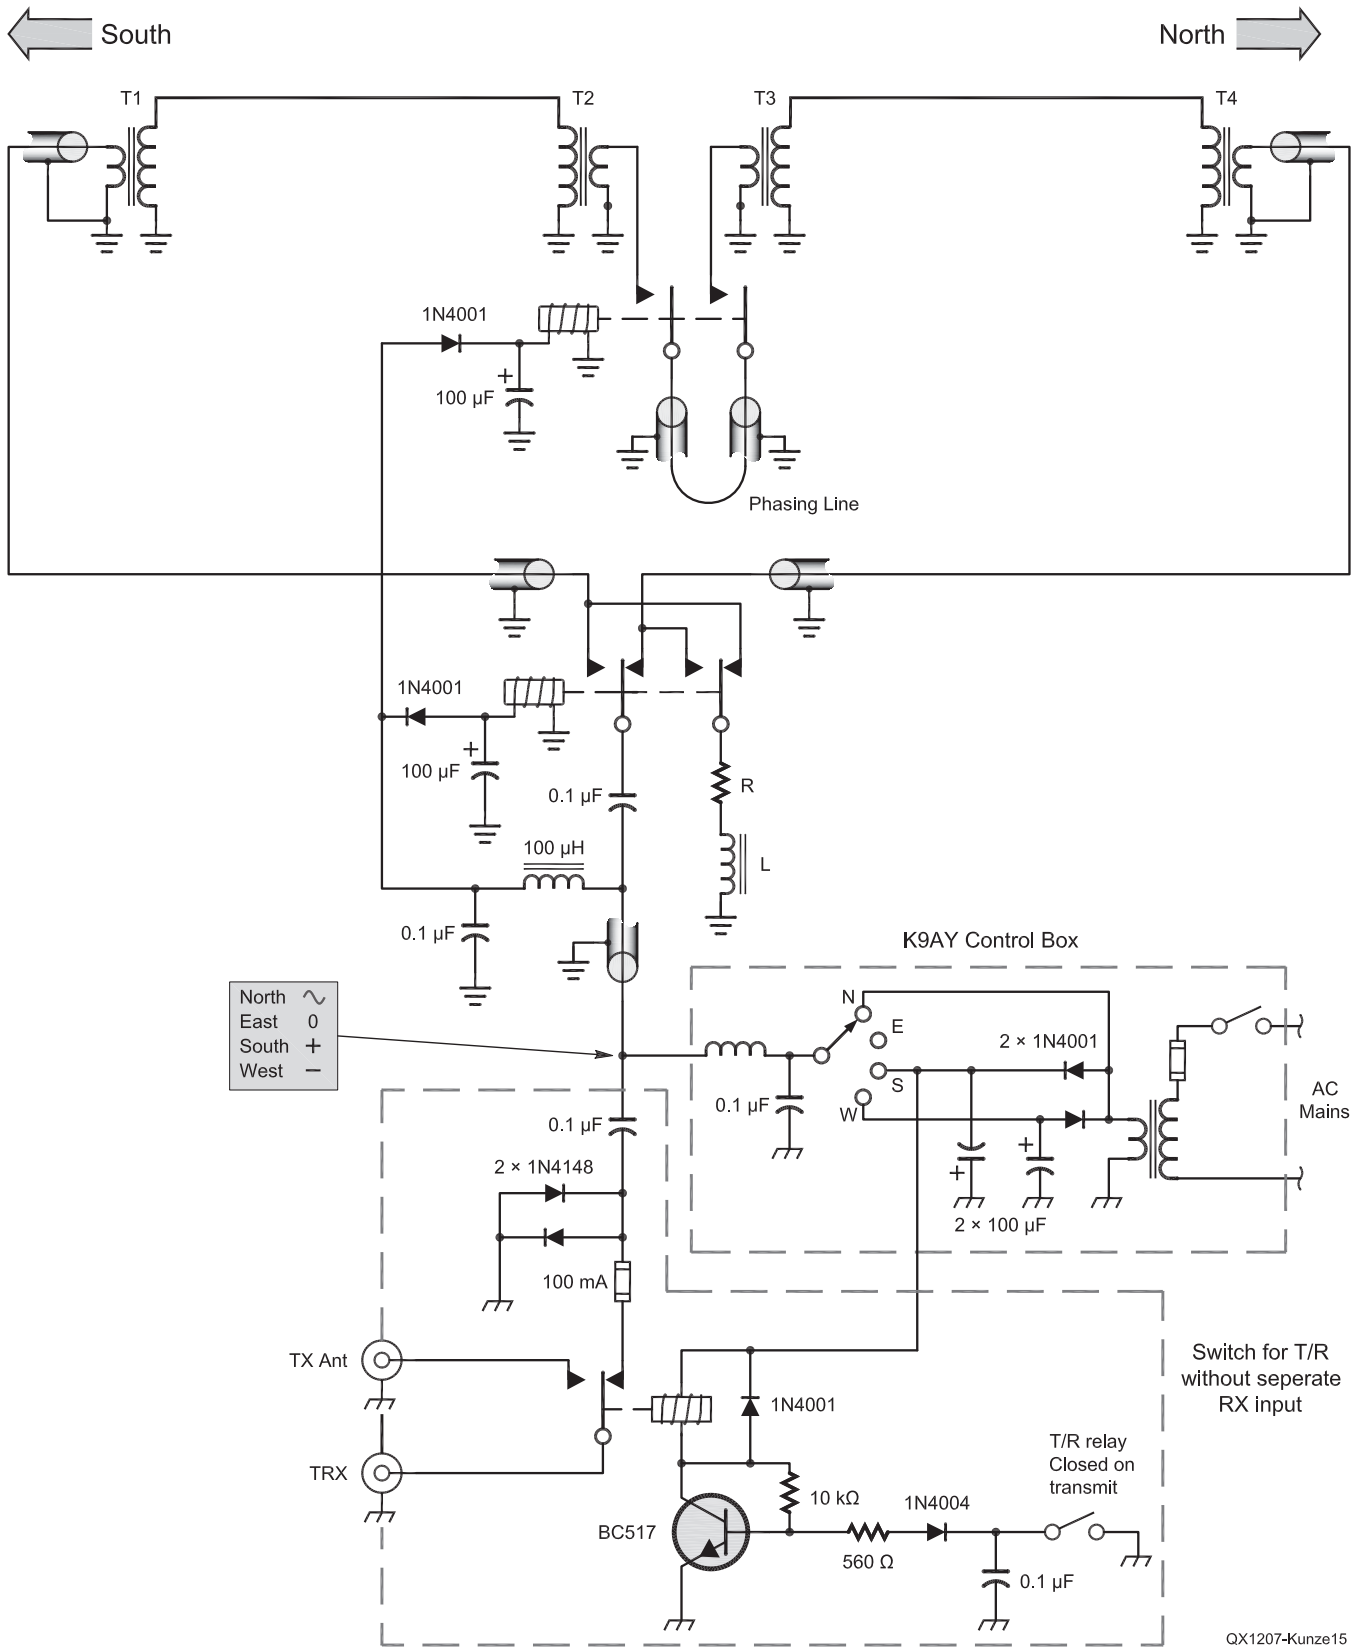 South
North
T1
T2
T3
T4
1N4001
100 µF
Phasing Line
1N4001
100 µF
0.1 µF
R
100 µH
L
0.1 µF
K9AY Control Box
North
East 0
South +
West –
N
E
S
W
2 × 1N4001
0.1 µF
AC
Mains
0.1 µF
2 × 1N4148
2 × 100 µF
100 mA
TX Ant
Switch for T/R
without seperate
RX input
1N4001
T/R relay
Closed on
transmit
TRX
10 kΩ
1N4004
BC517
560 Ω
0.1 µF
QX1207-Kunze15